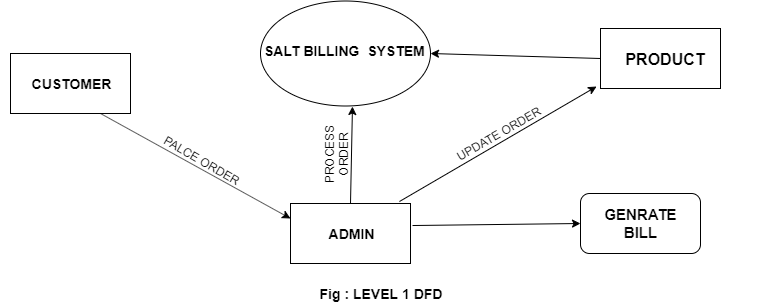 SALT BILLING SYSTEM
PRODUCT
CUSTOMER
PALCE ORDER
PROCESS
ORDER
UPDATE ORDER
ADMIN
GENRATE
BILL
Fig : LEVEL 1 DFD